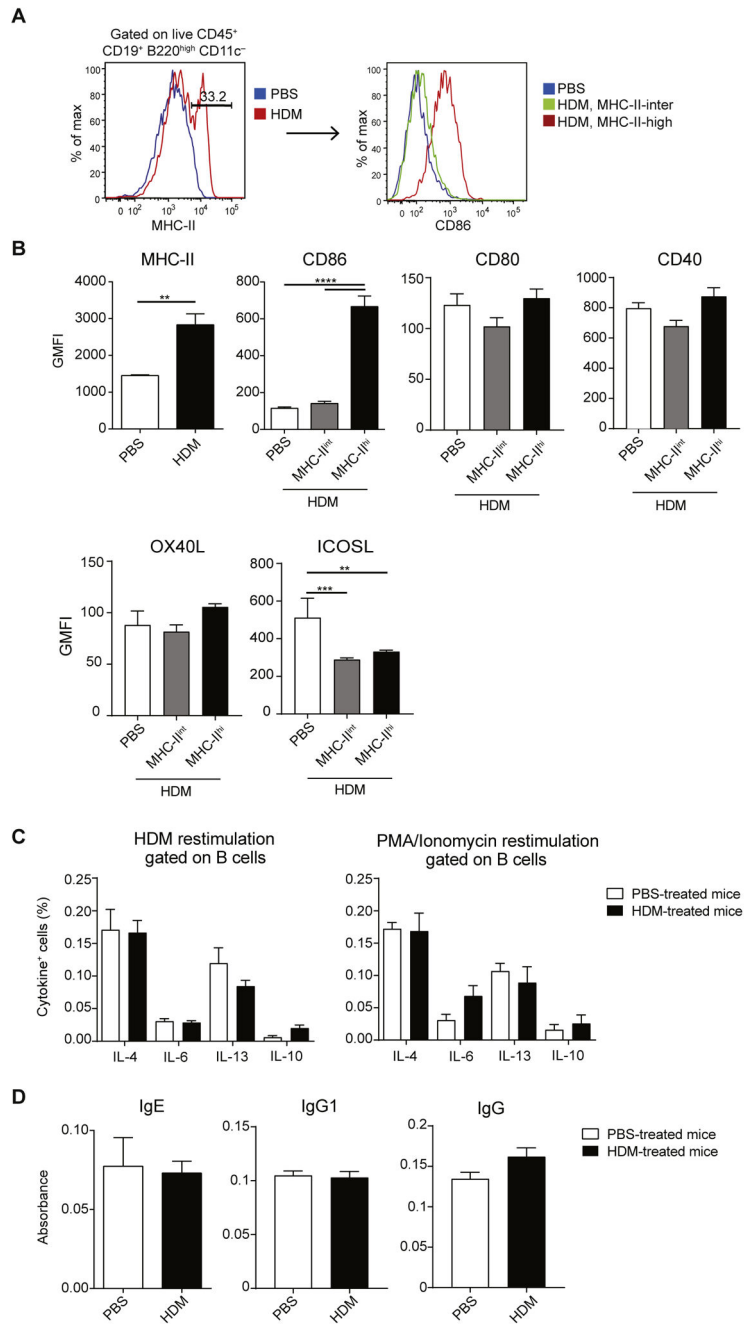 A
Gated on live CD45⁺
CD19⁺ B220ʰⁱᵍʰ CD11c⁻
100
80
60
40
20
0
% of max
33.2
0 10² 10³ 10⁴ 10⁵
MHC-II
PBS
HDM
100
80
60
40
20
0
% of max
0 10² 10³ 10⁴ 10⁵
CD86
PBS
HDM, MHC-II-inter
HDM, MHC-II-high
B
MHC-II
GMFI
4000
3000
2000
1000
0
**
PBS
HDM
CD86
800
600
400
200
0
****
PBS
MHC-IIⁱⁿᵗ
MHC-IIʰⁱ
HDM
CD80
150
100
50
0
PBS
MHC-IIⁱⁿᵗ
MHC-IIʰⁱ
HDM
CD40
1000
800
600
400
200
0
PBS
MHC-IIⁱⁿᵗ
MHC-IIʰⁱ
HDM
OX40L
GMFI
150
100
50
0
PBS
MHC-IIⁱⁿᵗ
MHC-IIʰⁱ
HDM
ICOSL
800
600
400
200
0
**
***
PBS
MHC-IIⁱⁿᵗ
MHC-IIʰⁱ
HDM
C
HDM restimulation
gated on B cells
Cytokine⁺ cells (%)
0.25
0.20
0.15
0.10
0.05
0.00
IL-4 IL-6 IL-13 IL-10
PMA/Ionomycin restimulation
gated on B cells
0.25
0.20
0.15
0.10
0.05
0.00
IL-4 IL-6 IL-13 IL-10
PBS-treated mice
HDM-treated mice
D
IgE
Absorbance
0.10
0.05
0.00
PBS
HDM
IgG1
0.15
0.1
0.05
0
PBS
HDM
IgG
0.2
0.15
0.1
0.05
0
PBS
HDM
PBS-treated mice
HDM-treated mice